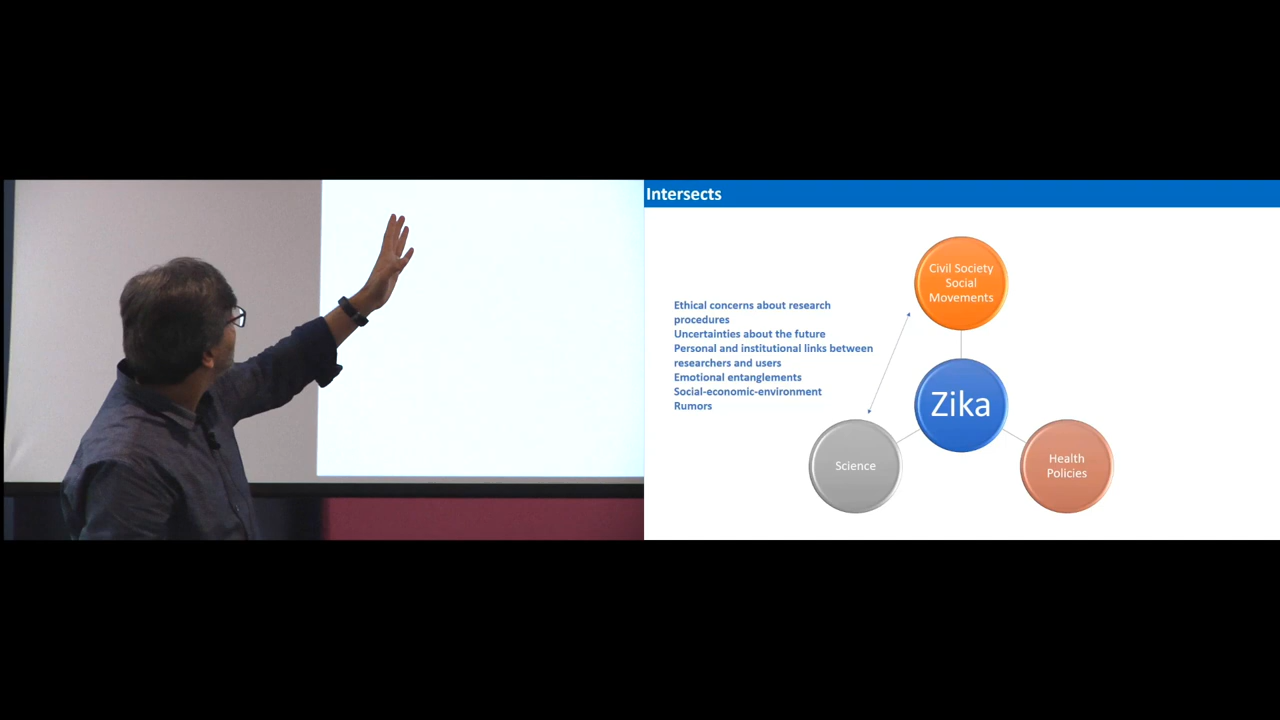 Intersects
Civil Society
Social
Movements
Ethical concerns about research
procedures
Uncertainties about the future
Personal and institutional links between
researchers and users
Emotional entanglements
Social-economic-environment
Rumors
Zika
Science
Health
Policies